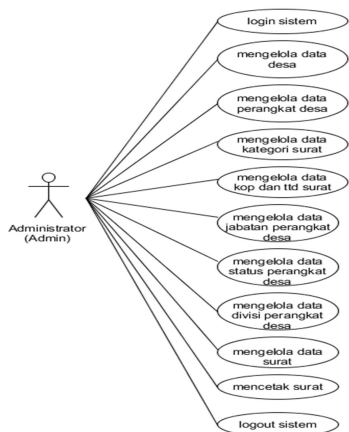 login sistem
mengelola data
desa
mengelola data
perangkat desa
mengelola data
kategori surat
mengelola data
kop dan ttd surat
Administrator
(Admin)
mengelola data
jabatan perangkat
desa
mengelola data
status perangkat
desa
mengelola data
divisi perangkat
desa
mengelola data
surat
mencetak surat
logout sistem